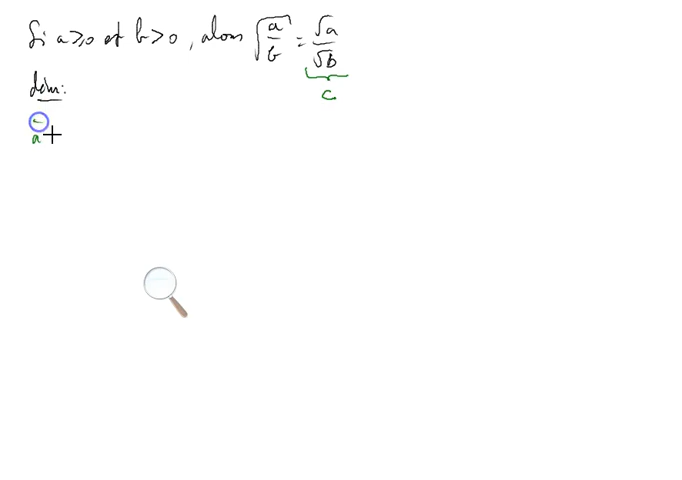 Si a ⩾ 0 et b > 0, alors √(a/b) = √a/√b
c
dém:
- a